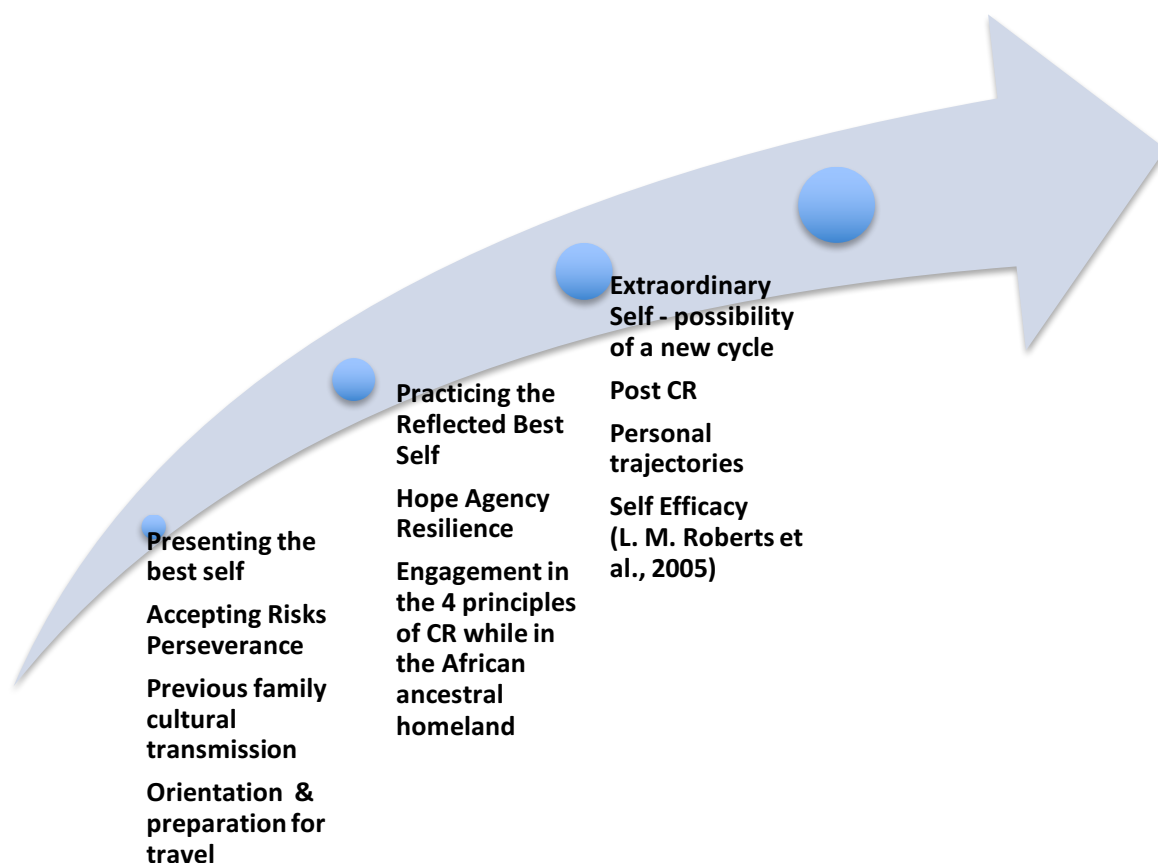 Presenting the
best self
Accepting Risks
Perseverance
Previous family
cultural
transmission
Orientation &
preparation for
travel
Practicing the
Reflected Best
Self
Hope Agency
Resilience
Engagement in
the 4 principles
of CR while in
the African
ancestral
homeland
Extraordinary
Self - possibility
of a new cycle
Post CR
Personal
trajectories
Self Efficacy
(L. M. Roberts et
al., 2005)